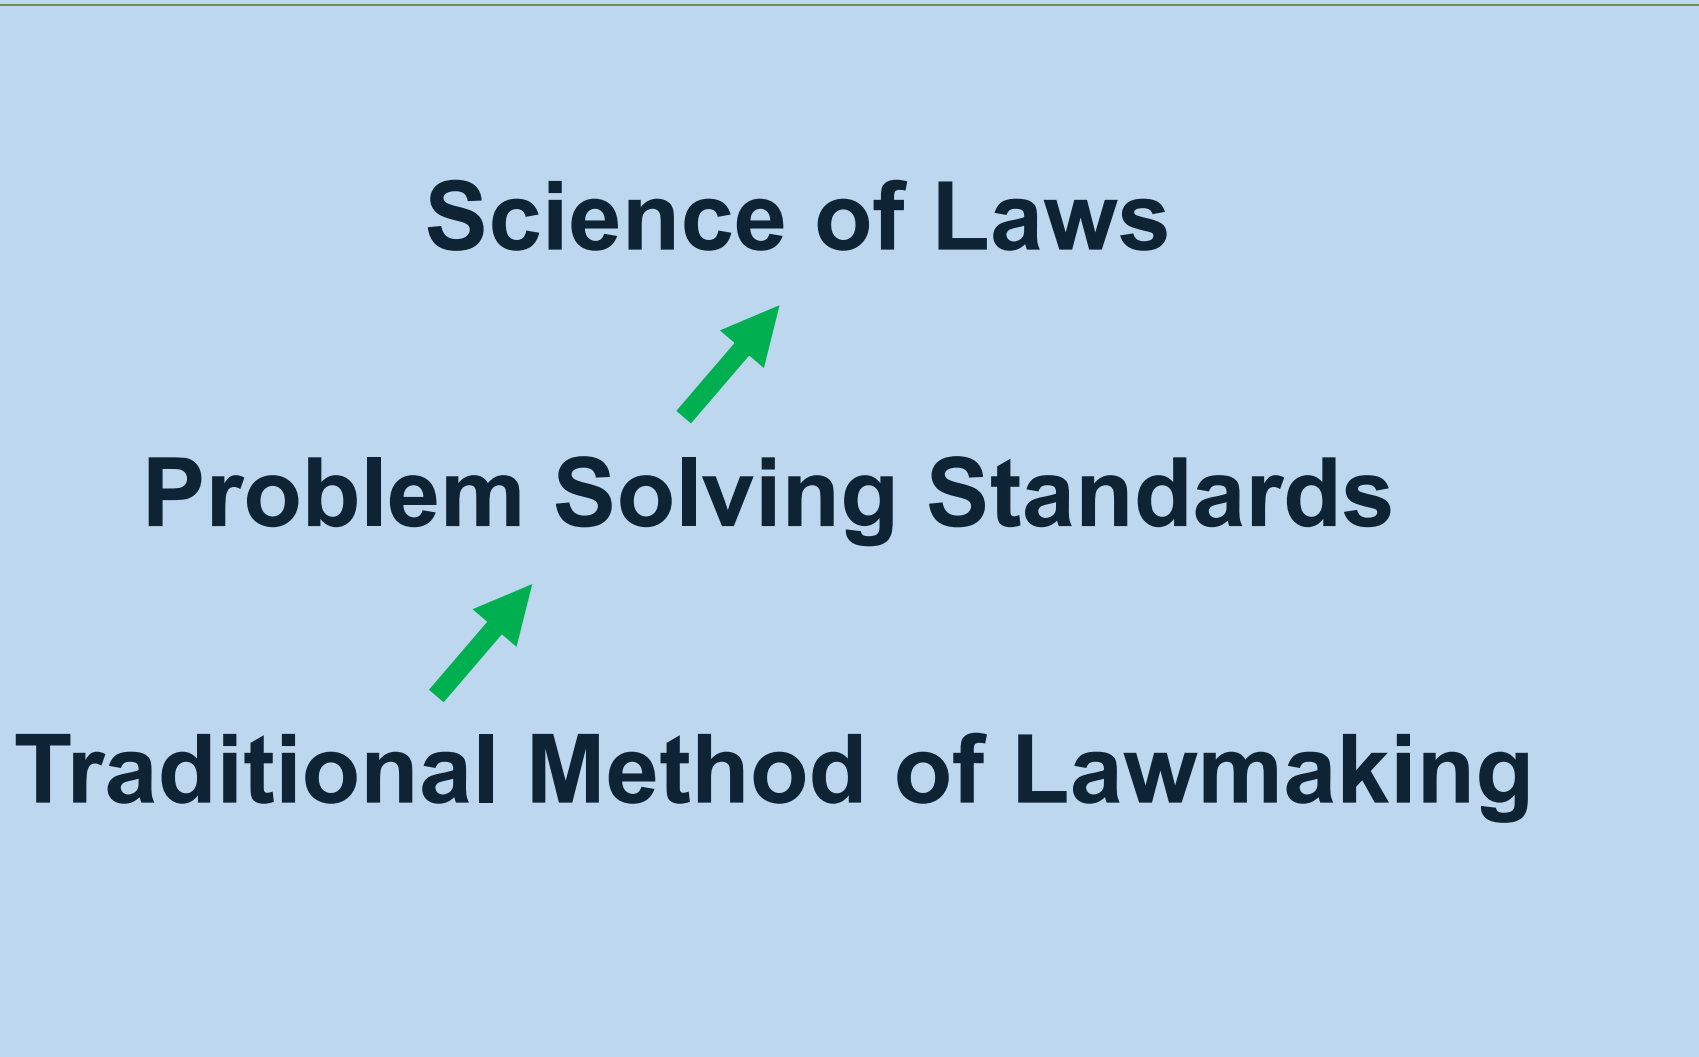 Science of Laws
Problem Solving Standards
Traditional Method of Lawmaking